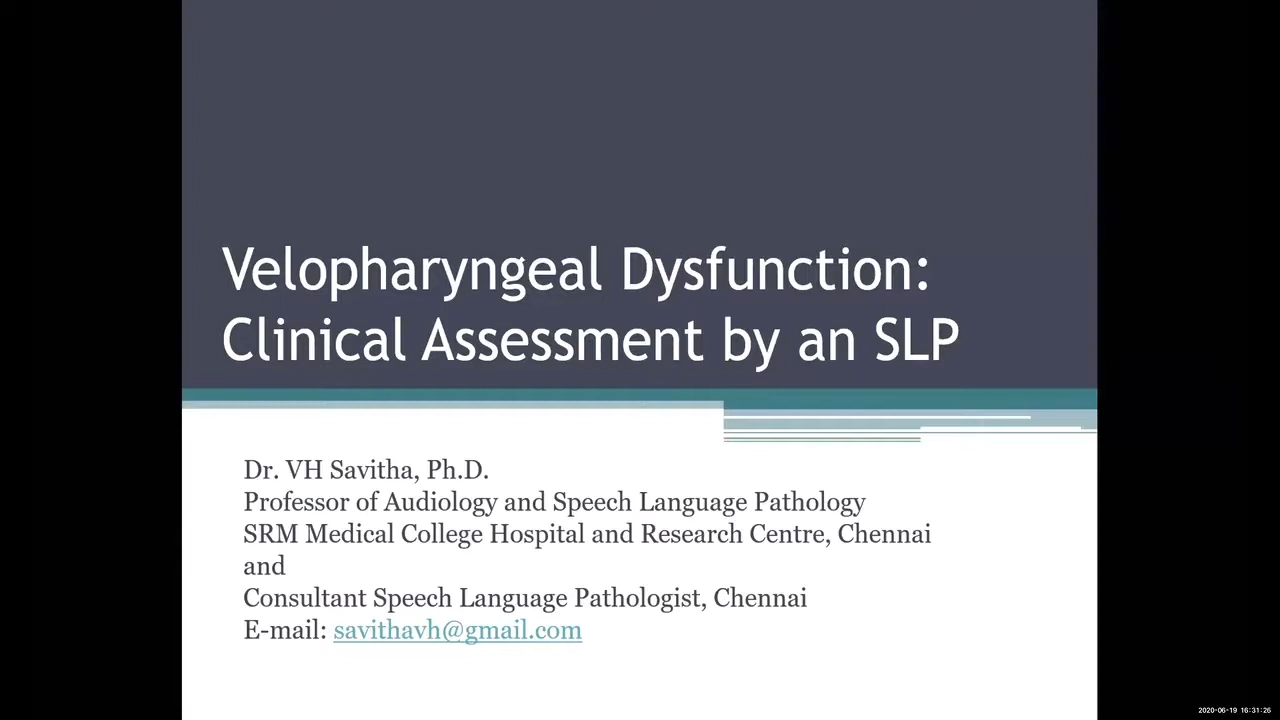 Velopharyngeal Dysfunction:
Clinical Assessment by an SLP
Dr. VH Savitha, Ph.D.
Professor of Audiology and Speech Language Pathology
SRM Medical College Hospital and Research Centre, Chennai
and
Consultant Speech Language Pathologist, Chennai
E-mail: savithavh@gmail.com
2020-06-19 16:31:26